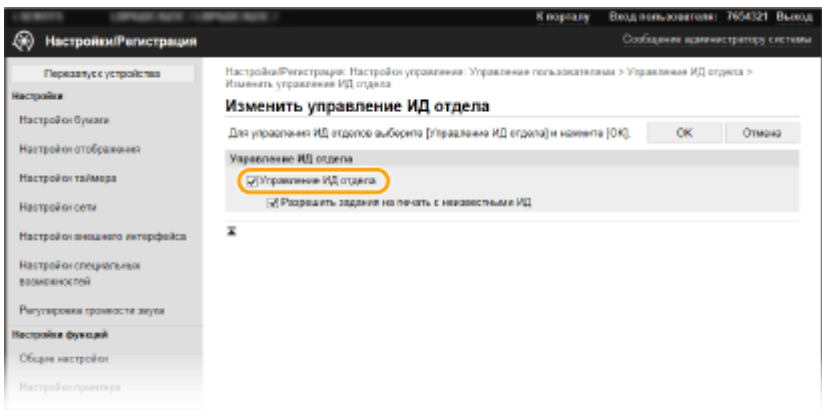 К порталу Вход пользователя: 7654321 Выход
Настройки/Регистрация
Сообщение администратору системы
Перезапуск устройства
Настройки
Настройки бумаги
Настройки отображения
Настройки таймера
Настройки сети
Настройки внешнего интерфейса
Настройки специальных
возможностей
Регулировка громкости звука
Настройки функций
Общие настройки
Настройки принтера
Настройки/Регистрация: Настройки управления: Управление пользователями > Управление ИД отдела >
Изменить управление ИД отдела
Изменить управление ИД отдела
Для управления ИД отделов выберите [Управление ИД отдела] и нажмите [OK].
OK
Отмена
Управление ИД отдела
Управление ИД отдела
Разрешить задания на печать с неизвестными ИД